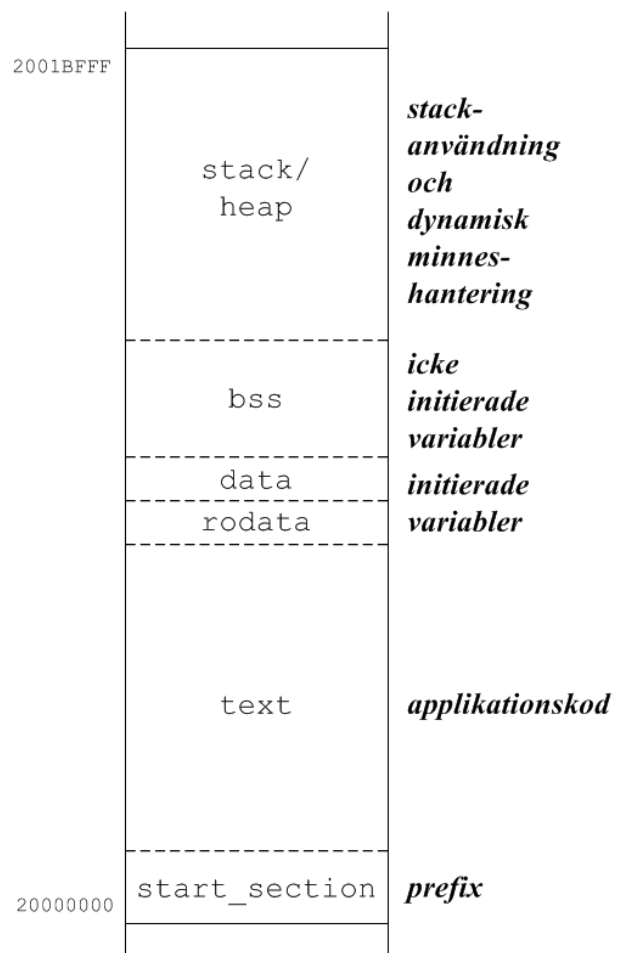 2001BFFF
stack/
heap
stack-
användning
och
dynamisk
minnes-
hantering
bss
icke
initierade
variabler
data
rodata
initierade
variabler
text
applikationskod
start_section
prefix
20000000